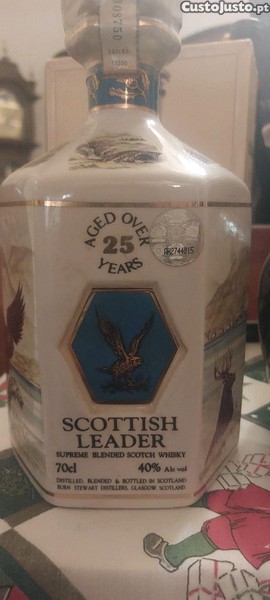 CustoJusto.pt
AGED OVER
25
YEARS
SCOTTISH
LEADER
SUPREME BLENDED SCOTCH WHISKY
70cl 40% Alc vol
DISTILLED, BLENDED & BOTTLED IN SCOTLAND
BURN STEWART DISTILLERS, GLASGOW SCOTLAND